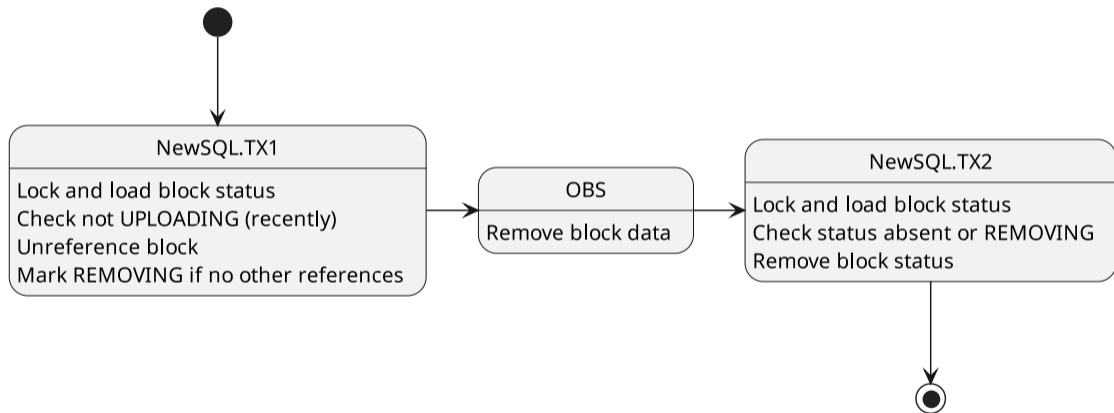 NewSQL.TX1
Lock and load block status
Check not UPLOADING (recently)
Unreference block
Mark REMOVING if no other references
OBS
Remove block data
NewSQL.TX2
Lock and load block status
Check status absent or REMOVING
Remove block status